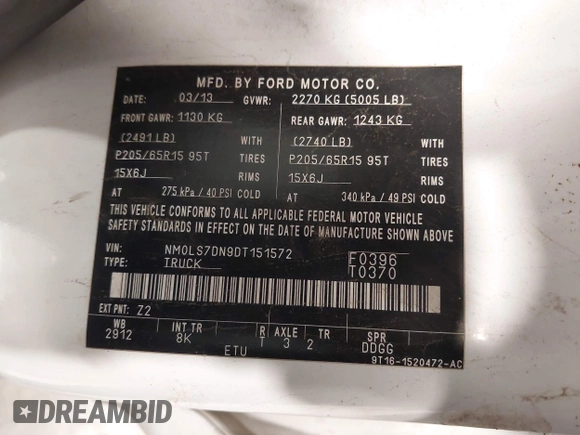 MFD. BY FORD MOTOR CO.
DATE: 03/13 GVWR: 2270 KG (5005 LB)
FRONT GAWR: 1130 KG REAR GAWR: 1243 KG
(2491 LB) WITH (2740 LB) WITH
P205/65R15 95T TIRES P205/65R15 95T TIRES
15X6J RIMS 15X6J RIMS
AT 275 kPa / 40 PSI COLD AT 340 kPa / 49 PSI COLD
THIS VEHICLE CONFORMS TO ALL APPLICABLE FEDERAL MOTOR VEHICLE
SAFETY STANDARDS IN EFFECT ON THE DATE OF MANUFACTURE SHOWN ABOVE.
VIN: NM0LS7DN9DT151572 F0396
TYPE: TRUCK T0370
EXT PNT: Z2
WB INT TR R AXLE TR SPR
2912 8K T 3 2 DDGG
ETU 9T16-1520472-AC
DREAMBID